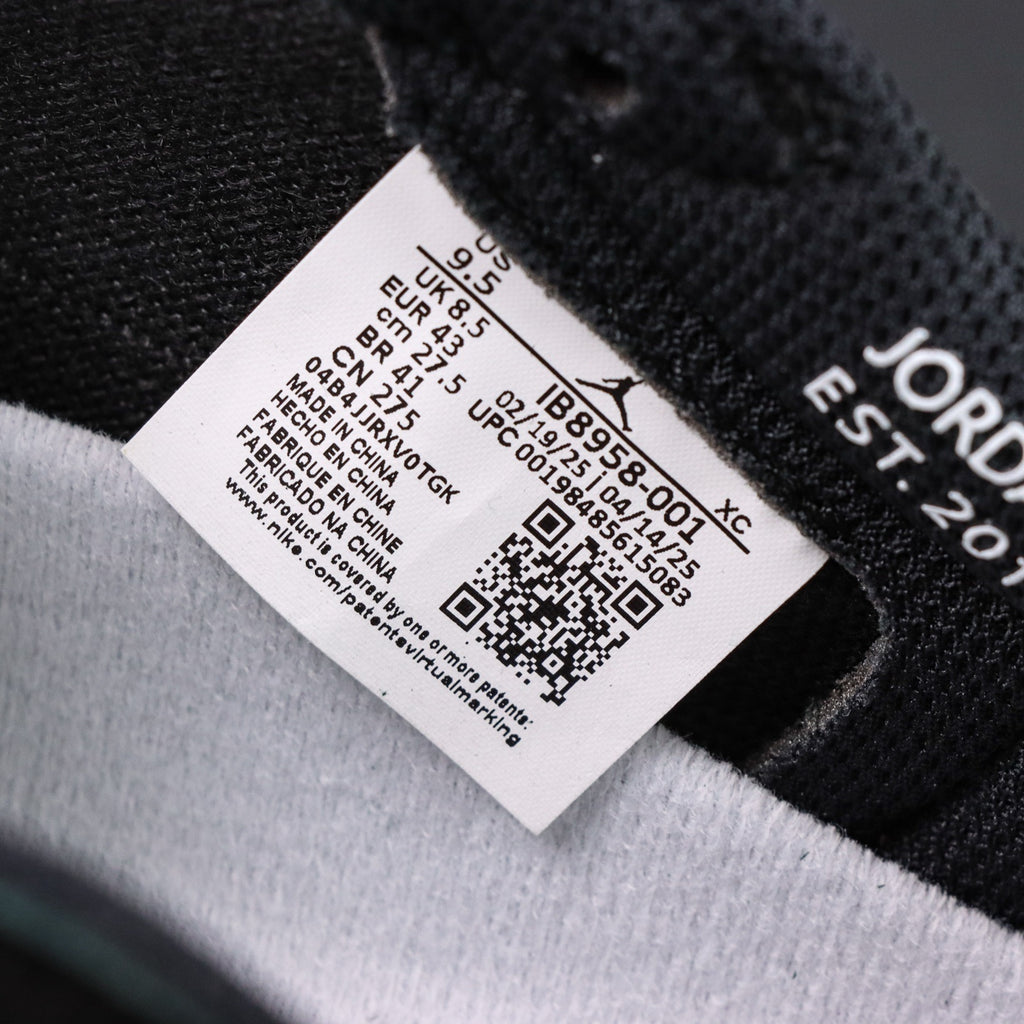 US
9.5
UK 8.5
EUR 43
cm 27.5
BR 41
CN 275
04B4JJRXV0TGK
MADE IN CHINA
HECHO EN CHINA
FABRIQUE EN CHINE
FABRICADO NA CHINA
This product is covered by one or more patents:
www.nike.com/patentsvirtualmarking
XC
IB8958-001
02/19/25 | 04/14/25
UPC 00198485615083
EST.